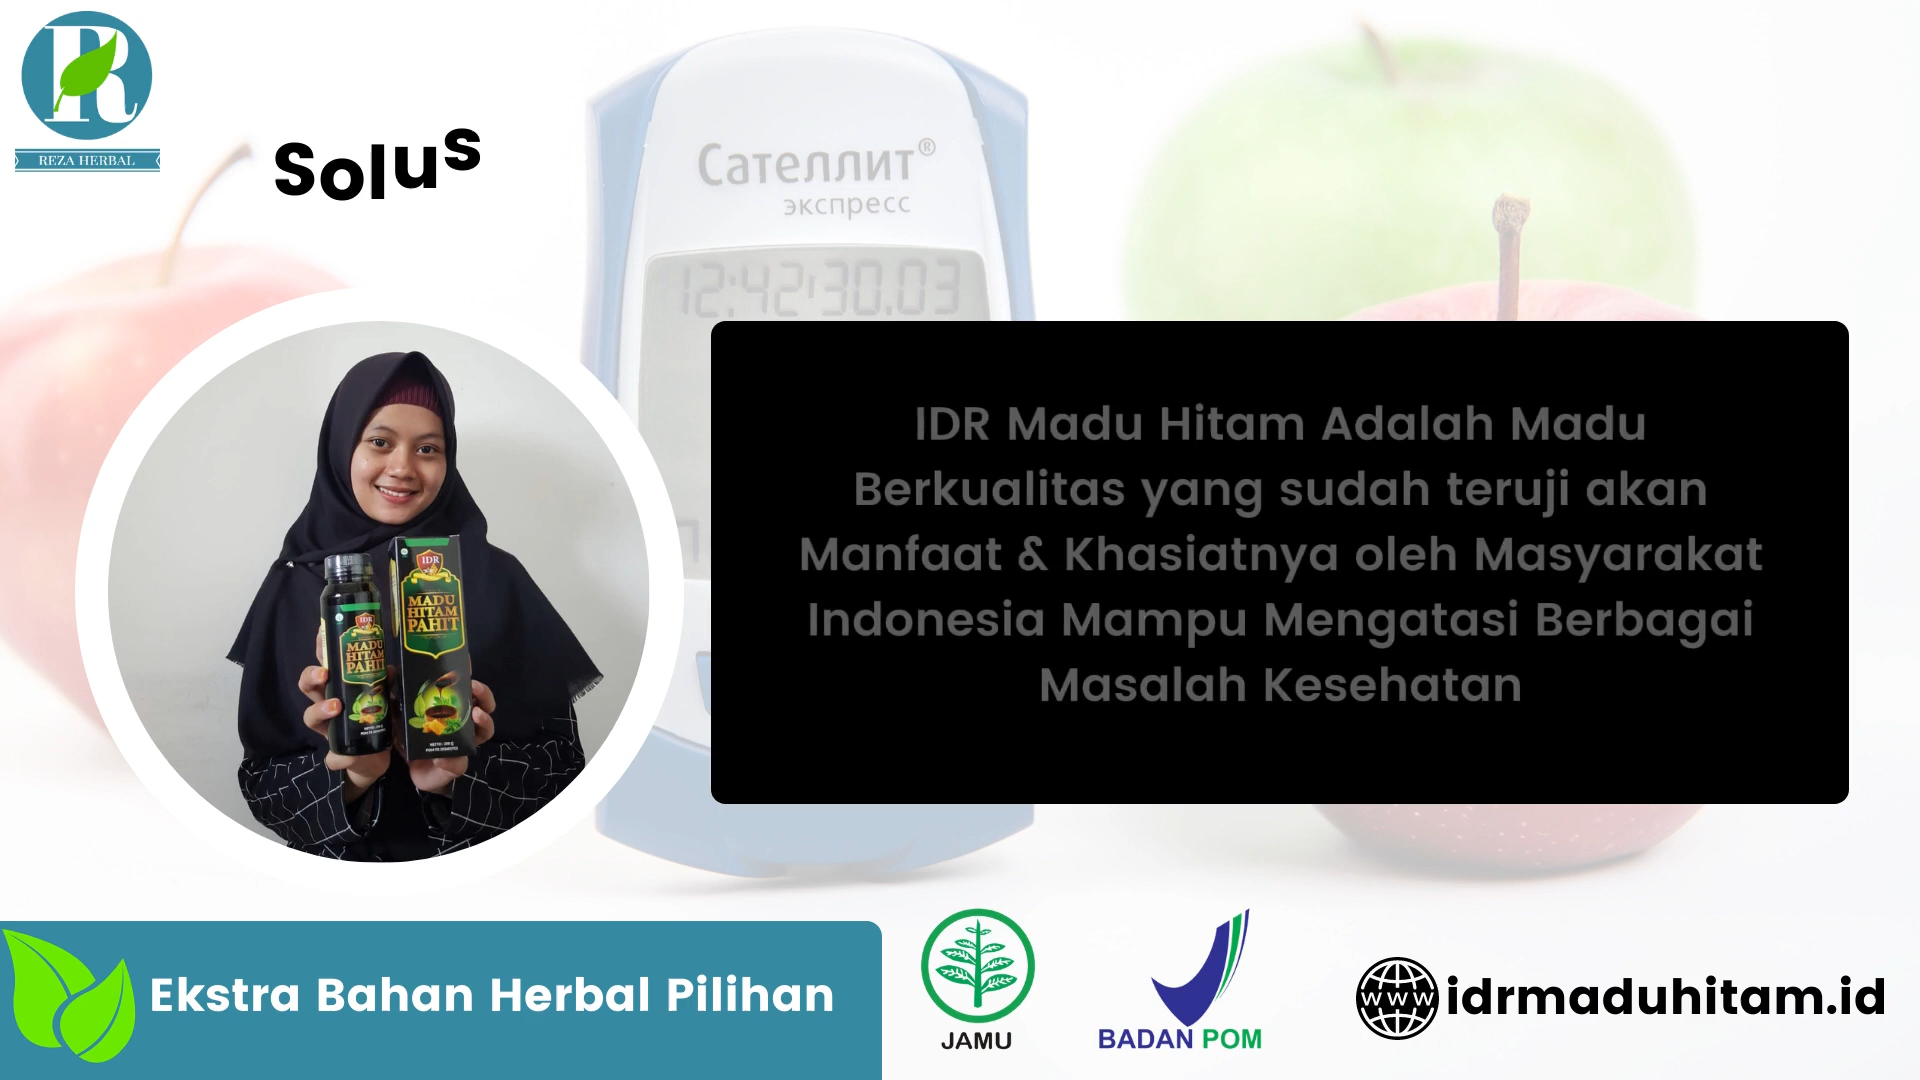 R
REZA HERBAL
Solus
Сателлит®
экспресс
12:42'30.03
IDR Madu Hitam Adalah Madu
Berkualitas yang sudah teruji akan
Manfaat & Khasiatnya oleh Masyarakat
Indonesia Mampu Mengatasi Berbagai
Masalah Kesehatan
IDR
MADU
HITAM
PAHIT
IDR
MADU
HITAM
PAHIT
Ekstra Bahan Herbal Pilihan
JAMU
BADAN POM
www
idrmaduhitam.id